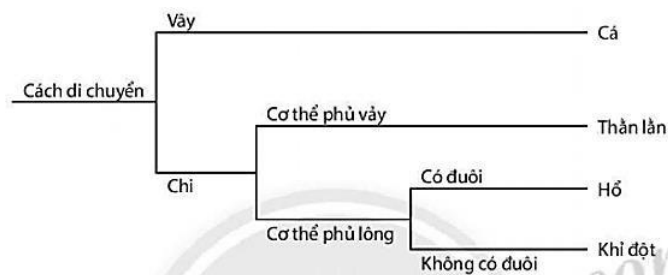 Vây
Cá
Cách di chuyển
Cơ thể phủ vảy
Thằn lằn
Chi
Có đuôi
Hổ
Cơ thể phủ lông
Không có đuôi
Khỉ đột